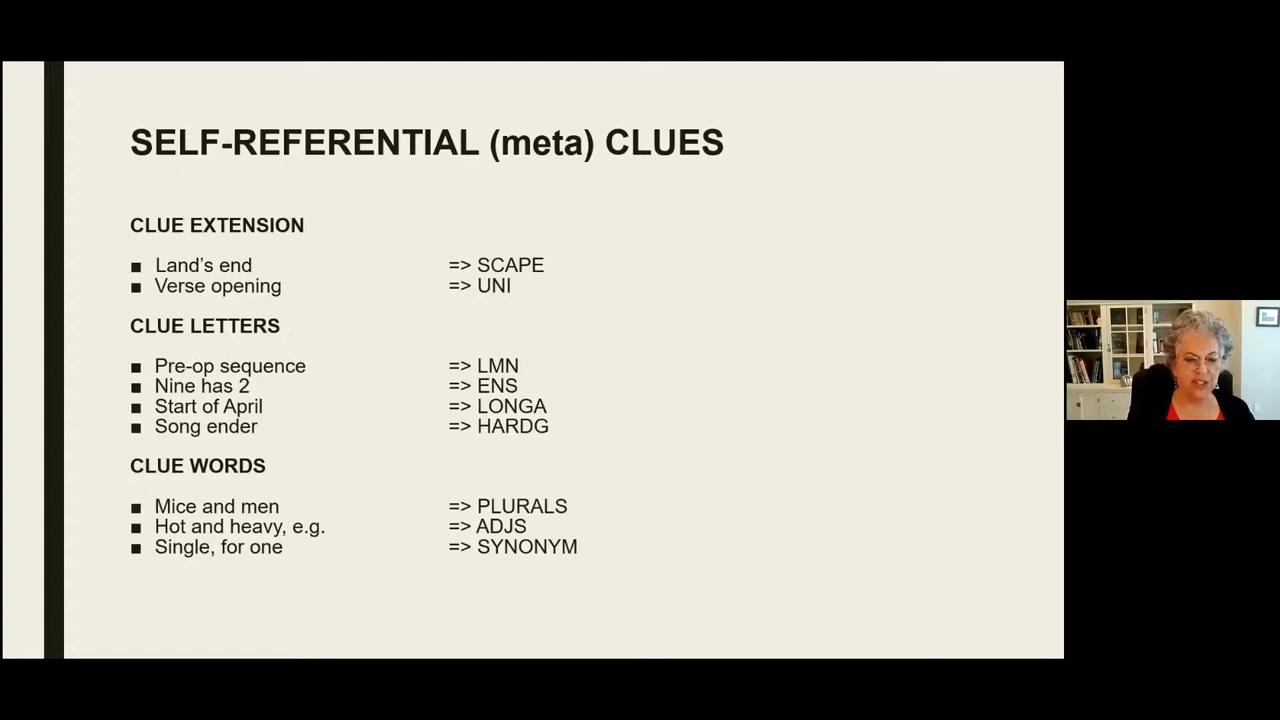 SELF-REFERENTIAL (meta) CLUES
CLUE EXTENSION
■ Land's end => SCAPE
■ Verse opening => UNI
CLUE LETTERS
■ Pre-op sequence => LMN
■ Nine has 2 => ENS
■ Start of April => LONGA
■ Song ender => HARDG
CLUE WORDS
■ Mice and men => PLURALS
■ Hot and heavy, e.g. => ADJS
■ Single, for one => SYNONYM